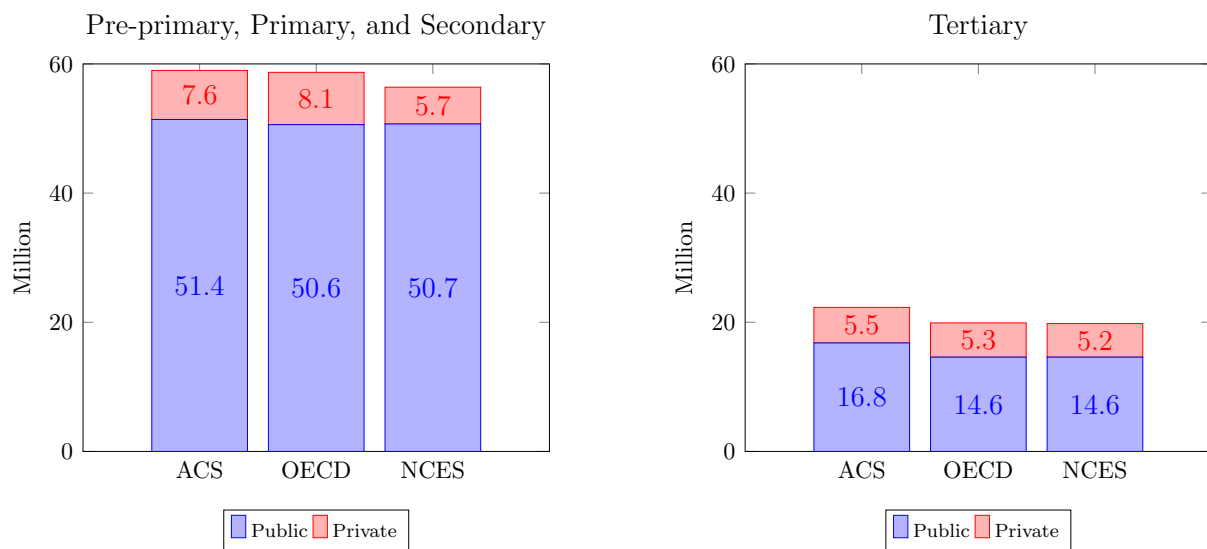 Pre-primary, Primary, and Secondary
60
40
20
0
Million
7.6
8.1
5.7
51.4
50.6
50.7
ACS
OECD
NCES
Public
Private
Tertiary
60
40
20
0
Million
5.5
5.3
5.2
16.8
14.6
14.6
ACS
OECD
NCES
Public
Private